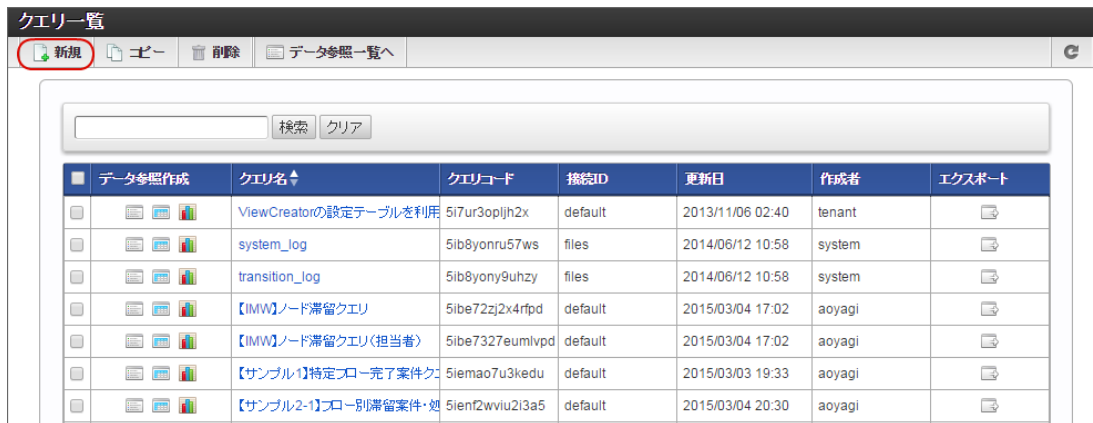 クエリ一覧
新規 コピー 削除 データ参照一覧へ
検索 クリア
データ参照作成 クエリ名 クエリコード 接続ID 更新日 作成者 エクスポート
ViewCreatorの設定テーブルを利用 5i7ur3opljh2x default 2013/11/06 02:40 tenant
system_log 5ib8yonru57ws files 2014/06/12 10:58 system
transition_log 5ib8yony9uhzy files 2014/06/12 10:58 system
【IMW】ノード滞留クエリ 5ibe72zj2x4rfpd default 2015/03/04 17:02 aoyagi
【IMW】ノード滞留クエリ(担当者) 5ibe7327eumlvpd default 2015/03/04 17:02 aoyagi
【サンプル1】特定フロー完了案件ク 5iemao7u3kedu default 2015/03/03 19:33 aoyagi
【サンプル2-1】フロー別滞留案件・処 5ienf2wviu2i3a5 default 2015/03/04 20:30 aoyagi